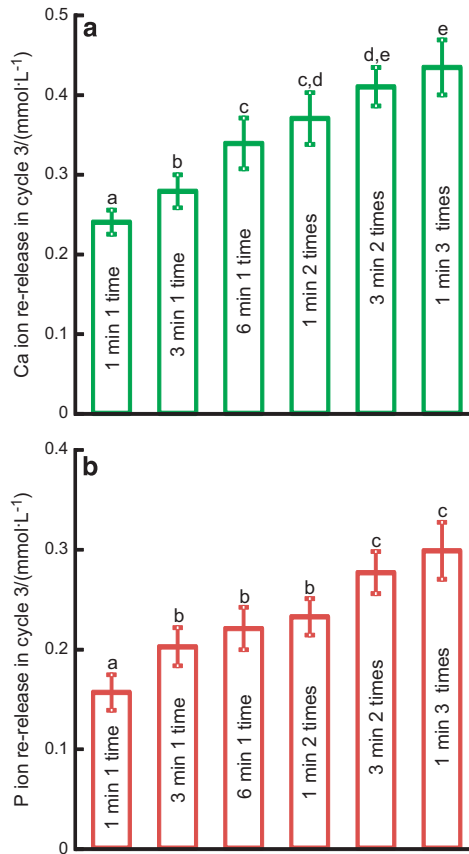 a
Ca ion re-release in cycle 3/(mmol·L⁻¹)
0.5
0.4
0.3
0.2
0.1
0
a
b
c
c,d
d,e
e
1 min 1 time
3 min 1 time
6 min 1 time
1 min 2 times
3 min 2 times
1 min 3 times
b
P ion re-release in cycle 3/(mmol·L⁻¹)
0.4
0.3
0.2
0.1
0
a
b
b
b
c
c
1 min 1 time
3 min 1 time
6 min 1 time
1 min 2 times
3 min 2 times
1 min 3 times